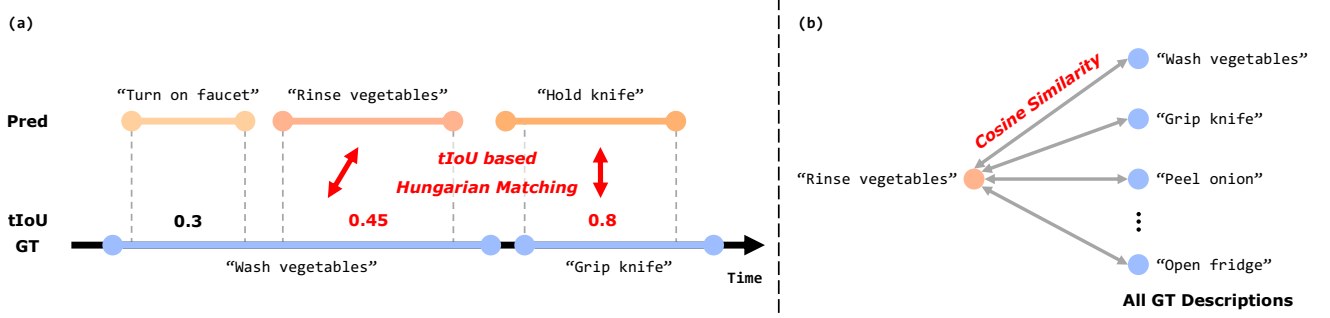 (a)
“Turn on faucet” “Rinse vegetables” “Hold knife”
Pred
tIoU based
Hungarian Matching
tIoU 0.3 0.45 0.8
GT
“Wash vegetables” “Grip knife”
Time
(b)
“Wash vegetables”
Cosine Similarity
“Grip knife”
“Rinse vegetables” “Peel onion”
“Open fridge”
All GT Descriptions